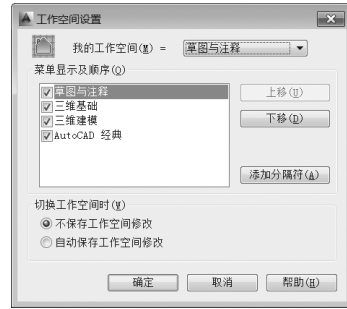 工作空间设置
我的工作空间(M) = 草图与注释
菜单显示及顺序(O)
草图与注释
三维基础
三维建模
AutoCAD 经典
上移(U)
下移(D)
添加分隔符(A)
切换工作空间时(W)
不保存工作空间修改
自动保存工作空间修改
确定 取消 帮助(H)